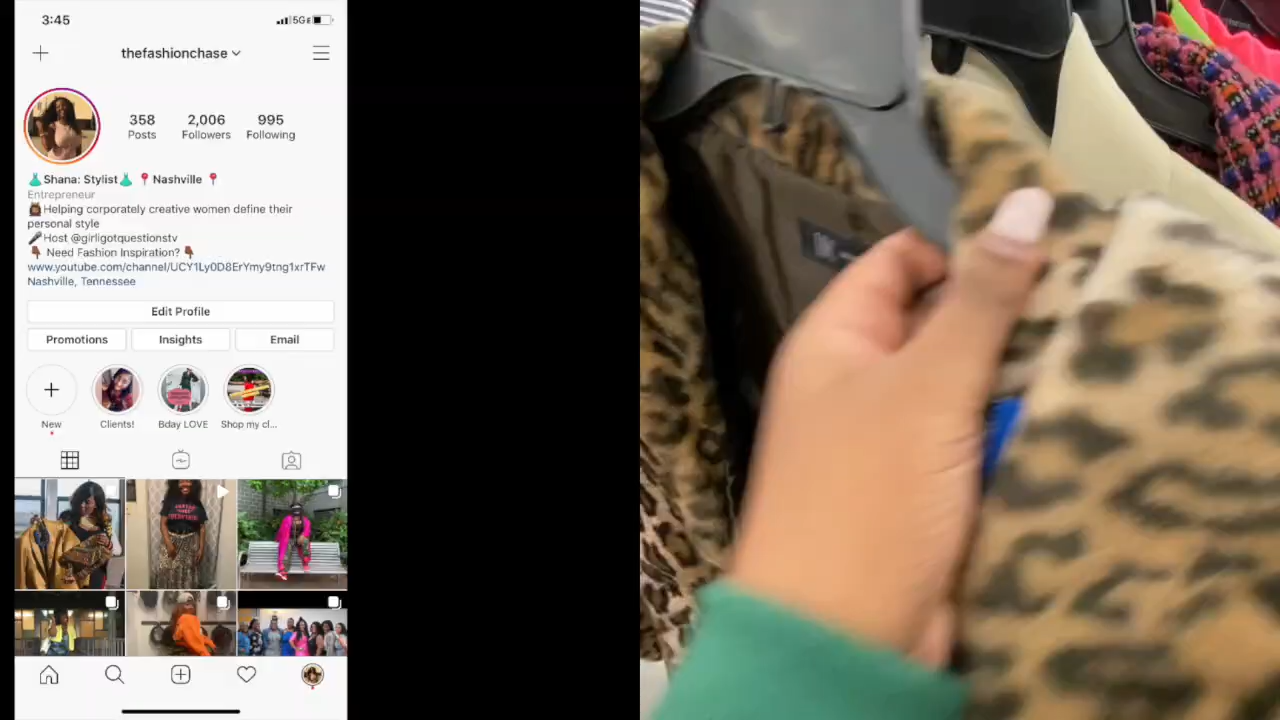 3:45
5GE
thefashionchase
358
2,006
995
Posts
Followers
Following
Shana: Stylist Nashville
Entrepreneur
Helping corporately creative women define their
personal style
Host @girligotquestionstv
Need Fashion Inspiration?
www.youtube.com/channel/UCY1Ly0D8ErYmy9tng1xrTFw
Nashville, Tennessee
Edit Profile
Promotions
Insights
Email
New
Clients!
Bday LOVE
Shop my cl...